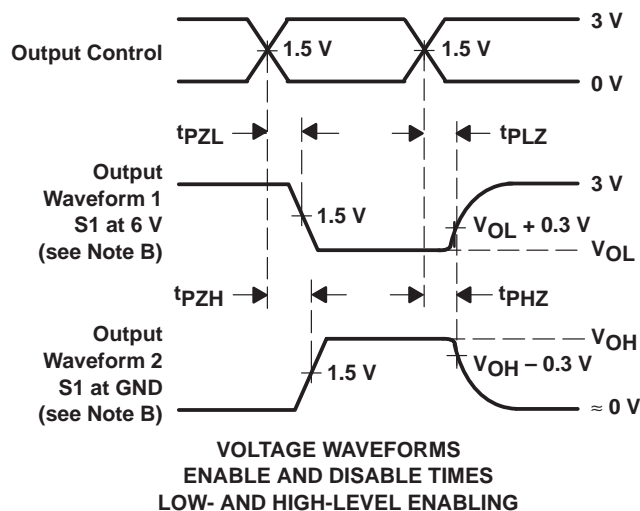 3 V
Output Control
1.5 V
1.5 V
0 V
tPZL
tPLZ
Output
Waveform 1
S1 at 6 V
(see Note B)
3 V
1.5 V
VOL + 0.3 V
VOL
tPZH
tPHZ
Output
Waveform 2
S1 at GND
(see Note B)
VOH
1.5 V
VOH – 0.3 V
≈ 0 V
VOLTAGE WAVEFORMS
ENABLE AND DISABLE TIMES
LOW- AND HIGH-LEVEL ENABLING